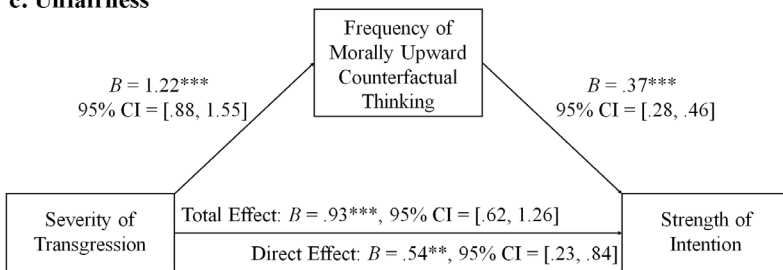 c. Unfairness
Frequency of
Morally Upward
Counterfactual
Thinking
B = 1.22***
95% CI = [.88, 1.55]
B = .37***
95% CI = [.28, .46]
Severity of
Transgression
Total Effect: B = .93***, 95% CI = [.62, 1.26]
Direct Effect: B = .54**, 95% CI = [.23, .84]
Strength of
Intention